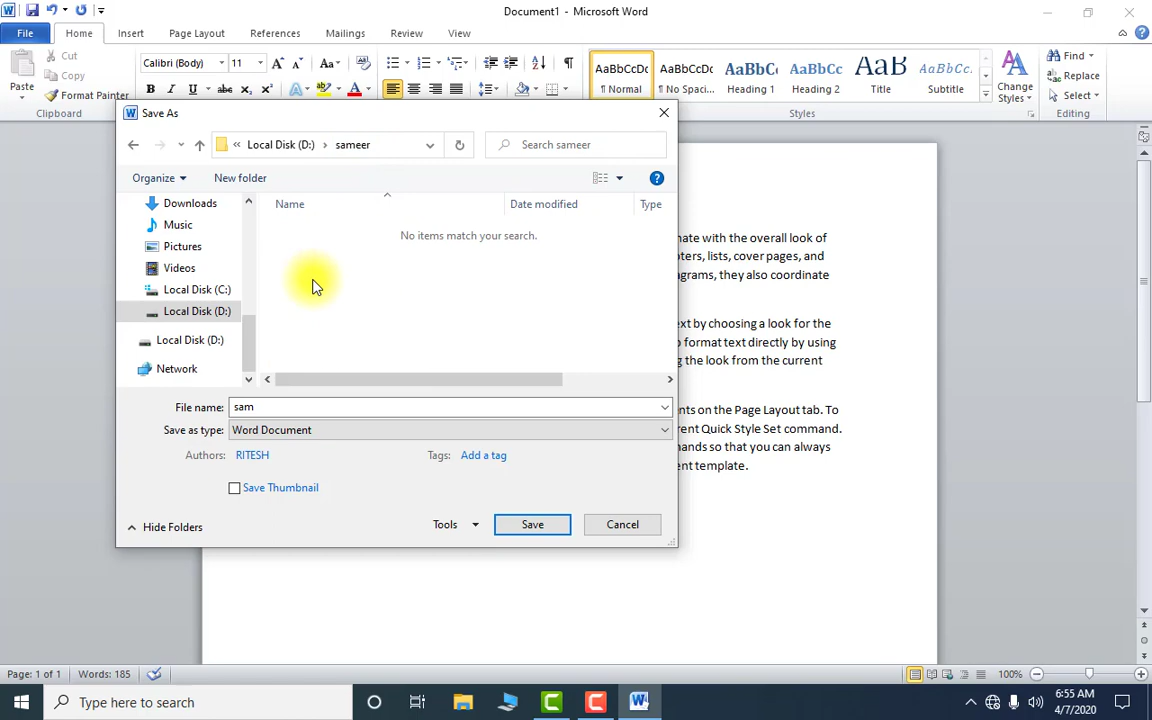 Document1 - Microsoft Word
File Home Insert Page Layout References Mailings Review View
Paste
Cut
Copy
Format Painter
Clipboard
Calibri (Body) 11
B I U abc X₂ X² A
AaBbCcDc
¶ Normal
AaBbCcDc
¶ No Spaci...
AaBbC
Heading 1
AaBbCc
Heading 2
AaB
Title
AaBbCc.
Subtitle
Change
Styles
Styles
Find
Replace
Select
Editing
Save As
« Local Disk (D:) › sameer
Search sameer
Organize
New folder
Downloads
Music
Pictures
Videos
Local Disk (C:)
Local Disk (D:)
Local Disk (D:)
Network
Name Date modified Type
No items match your search.
File name: sam
Save as type: Word Document
Authors: RITESH
Tags: Add a tag
Save Thumbnail
Hide Folders
Tools
Save
Cancel
nate with the overall look of
ters, lists, cover pages, and
agrams, they also coordinate
ext by choosing a look for the
o format text directly by using
g the look from the current
nts on the Page Layout tab. To
rent Quick Style Set command.
nands so that you can always
ent template.
Page: 1 of 1 Words: 185
100%
Type here to search
6:55 AM
4/7/2020